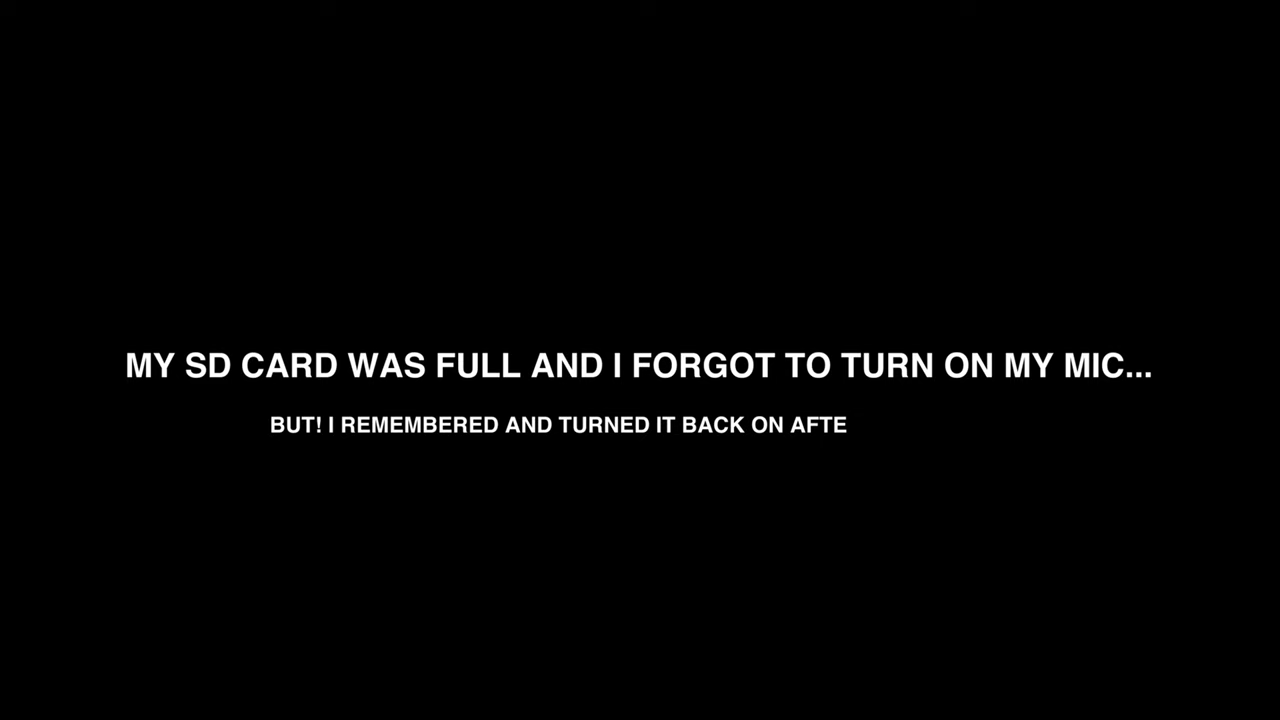 MY SD CARD WAS FULL AND I FORGOT TO TURN ON MY MIC...
BUT! I REMEMBERED AND TURNED IT BACK ON AFTE